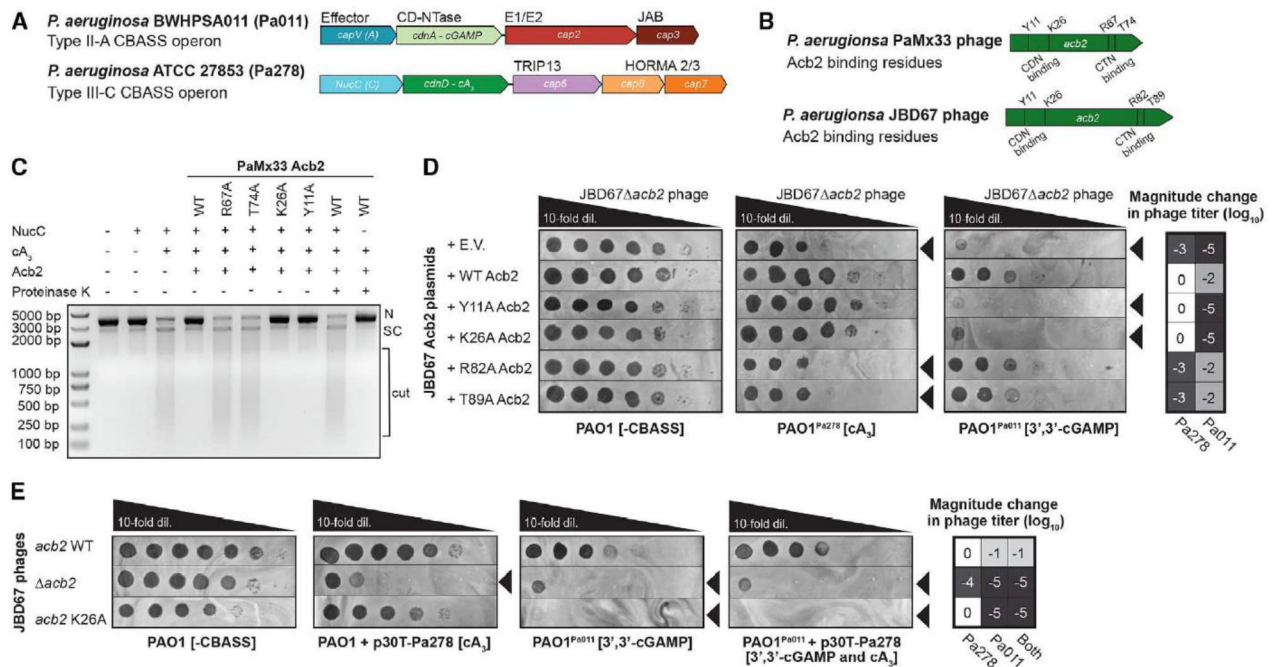 A
P. aeruginosa BWHPSA011 (Pa011)
Type II-A CBASS operon
Effector
CD-NTase
E1/E2
JAB
capV (A)
cdnA - cGAMP
cap2
cap3
P. aeruginosa ATCC 27853 (Pa278)
Type III-C CBASS operon
TRIP13
HORMA 2/3
NucC (C)
cdnD - cA3
cap6
cap8
cap7
B
P. aerugionsa PaMx33 phage
Acb2 binding residues
Y11
K26
R67
T74
acb2
CDN
binding
CTN
binding
P. aerugionsa JBD67 phage
Acb2 binding residues
Y11
K26
R82
T89
acb2
CDN
binding
CTN
binding
C
PaMx33 Acb2
WT R67A T74A K26A Y11A WT WT
NucC - + + + + + + + + -
cA3 - - + + + + + + + +
Acb2 + + + + + + +
Proteinase K + +
5000 bp
3000 bp
2000 bp
1000 bp
750 bp
500 bp
250 bp
100 bp
N
SC
cut
D
JBD67Δacb2 phage
JBD67Δacb2 phage
JBD67Δacb2 phage
10-fold dil.
10-fold dil.
10-fold dil.
Magnitude change
in phage titer (log10)
JBD67 Acb2 plasmids
+ E.V.
+ WT Acb2
+ Y11A Acb2
+ K26A Acb2
+ R82A Acb2
+ T89A Acb2
-3 -5
0 -2
0 -5
0 -5
-3 -2
-3 -2
Pa278
Pa011
PAO1 [-CBASS]
PAO1Pa278 [cA3]
PAO1Pa011 [3',3'-cGAMP]
E
10-fold dil.
10-fold dil.
10-fold dil.
10-fold dil.
Magnitude change
in phage titer (log10)
JBD67 phages
acb2 WT
Δacb2
acb2 K26A
0 -1 -1
-4 -5 -5
0 -5 -5
Pa278
Pa011
Both
PAO1 [-CBASS]
PAO1 + p30T-Pa278 [cA3]
PAO1Pa011 [3',3'-cGAMP]
PAO1Pa011 + p30T-Pa278
[3',3'-cGAMP and cA3]